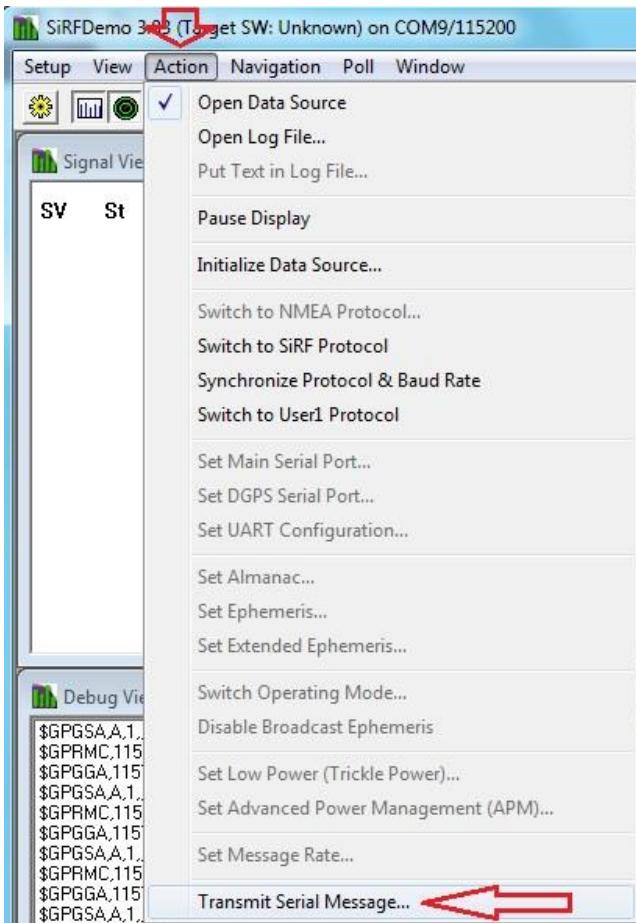 SiRFDemo 3.83 (Target SW: Unknown) on COM9/115200
Setup View Action Navigation Poll Window
Open Data Source
Open Log File...
Put Text in Log File...
Pause Display
Initialize Data Source...
Switch to NMEA Protocol...
Switch to SiRF Protocol
Synchronize Protocol & Baud Rate
Switch to User1 Protocol
Set Main Serial Port...
Set DGPS Serial Port...
Set UART Configuration...
Set Almanac...
Set Ephemeris...
Set Extended Ephemeris...
Switch Operating Mode...
Disable Broadcast Ephemeris
Set Low Power (Trickle Power)...
Set Advanced Power Management (APM)...
Set Message Rate...
Transmit Serial Message...
Signal Vie
SV St
Debug Vie
$GPGSA,A,1,.
$GPRMC,115
$GPGGA,115
$GPGSA,A,1,.
$GPRMC,115
$GPGGA,115
$GPGSA,A,1,.
$GPRMC,115
$GPGGA,115
$GPGSA,A,1,.